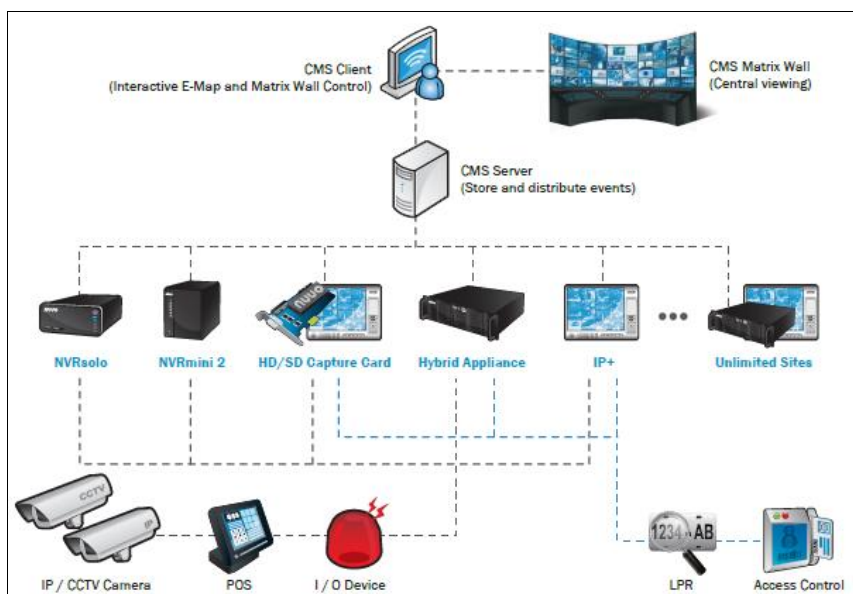 CMS Client
(Interactive E-Map and Matrix Wall Control)
CMS Matrix Wall
(Central viewing)
CMS Server
(Store and distribute events)
nuuo
NVRsolo
NVRmini 2
HD/SD Capture Card
Hybrid Appliance
IP+
Unlimited Sites
CCTV
IP
1234 AB
IP / CCTV Camera
POS
I / O Device
LPR
Access Control